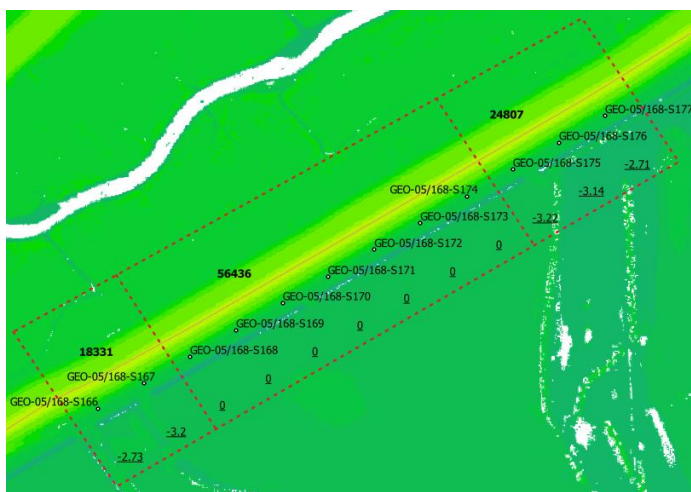 24807
GEO-05/168-S177
GEO-05/168-S176
GEO-05/168-S175
-2.71
GEO-05/168-S174
-3.14
GEO-05/168-S173
-3.22
GEO-05/168-S172
0
56436
GEO-05/168-S171
0
GEO-05/168-S170
0
GEO-05/168-S169
0
18331
GEO-05/168-S168
0
GEO-05/168-S167
0
GEO-05/168-S166
0
-3.2
-2.73